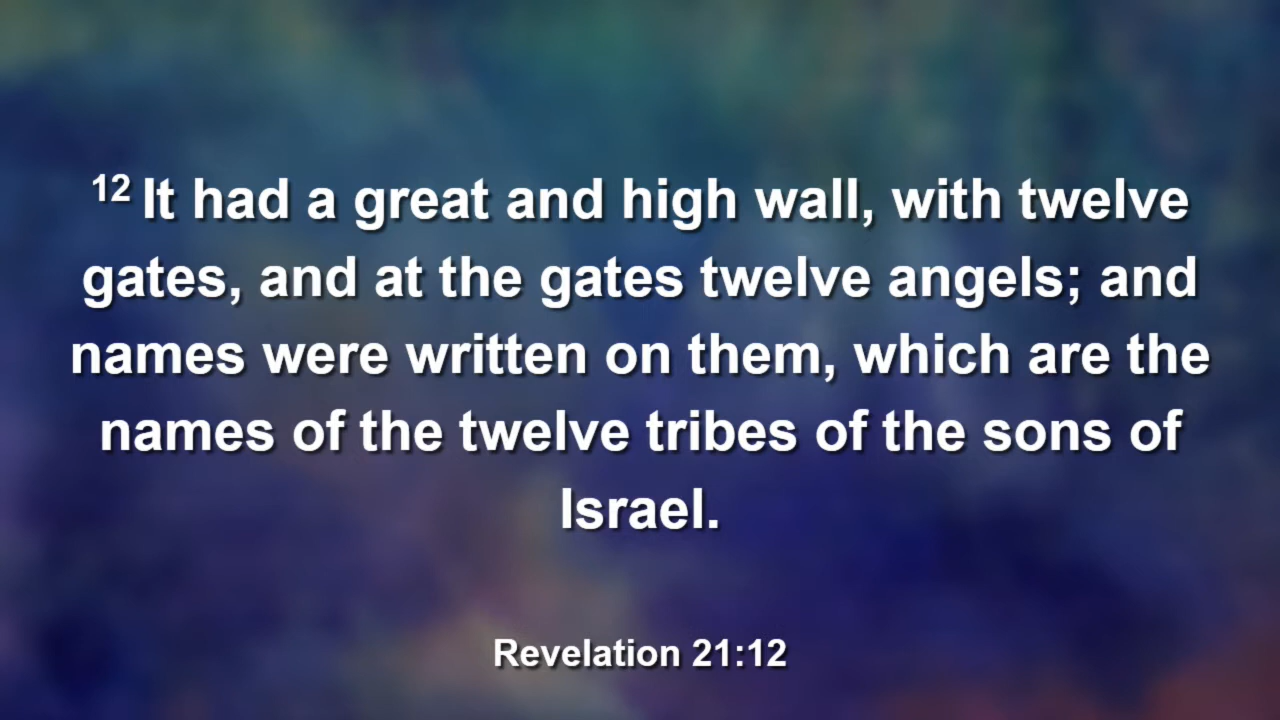 12 It had a great and high wall, with twelve
gates, and at the gates twelve angels; and
names were written on them, which are the
names of the twelve tribes of the sons of
Israel.
Revelation 21:12